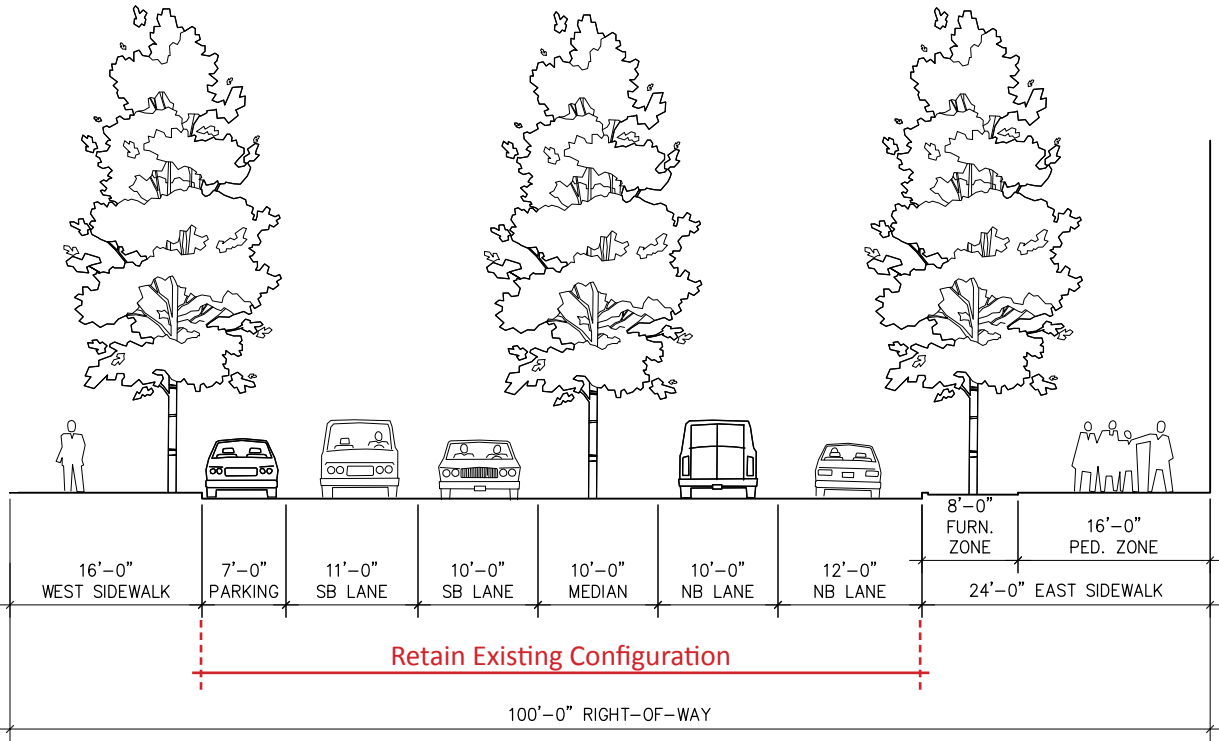 16'-0"
WEST SIDEWALK
7'-0"
PARKING
11'-0"
SB LANE
10'-0"
SB LANE
10'-0"
MEDIAN
10'-0"
NB LANE
12'-0"
NB LANE
8'-0"
FURN.
ZONE
16'-0"
PED. ZONE
24'-0" EAST SIDEWALK
Retain Existing Configuration
100'-0" RIGHT-OF-WAY